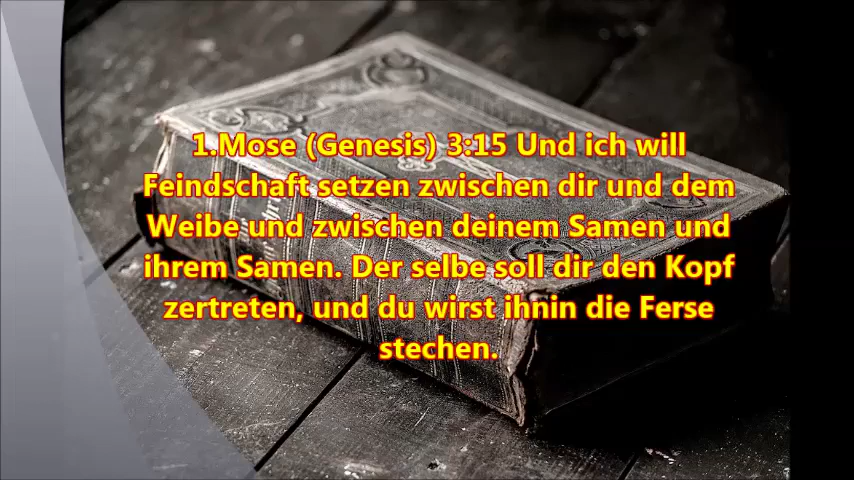 1.Mose (Genesis) 3:15 Und ich will
Feindschaft setzen zwischen dir und dem
Weibe und zwischen deinem Samen und
ihrem Samen. Der selbe soll dir den Kopf
zertreten, und du wirst ihnin die Ferse
stechen.